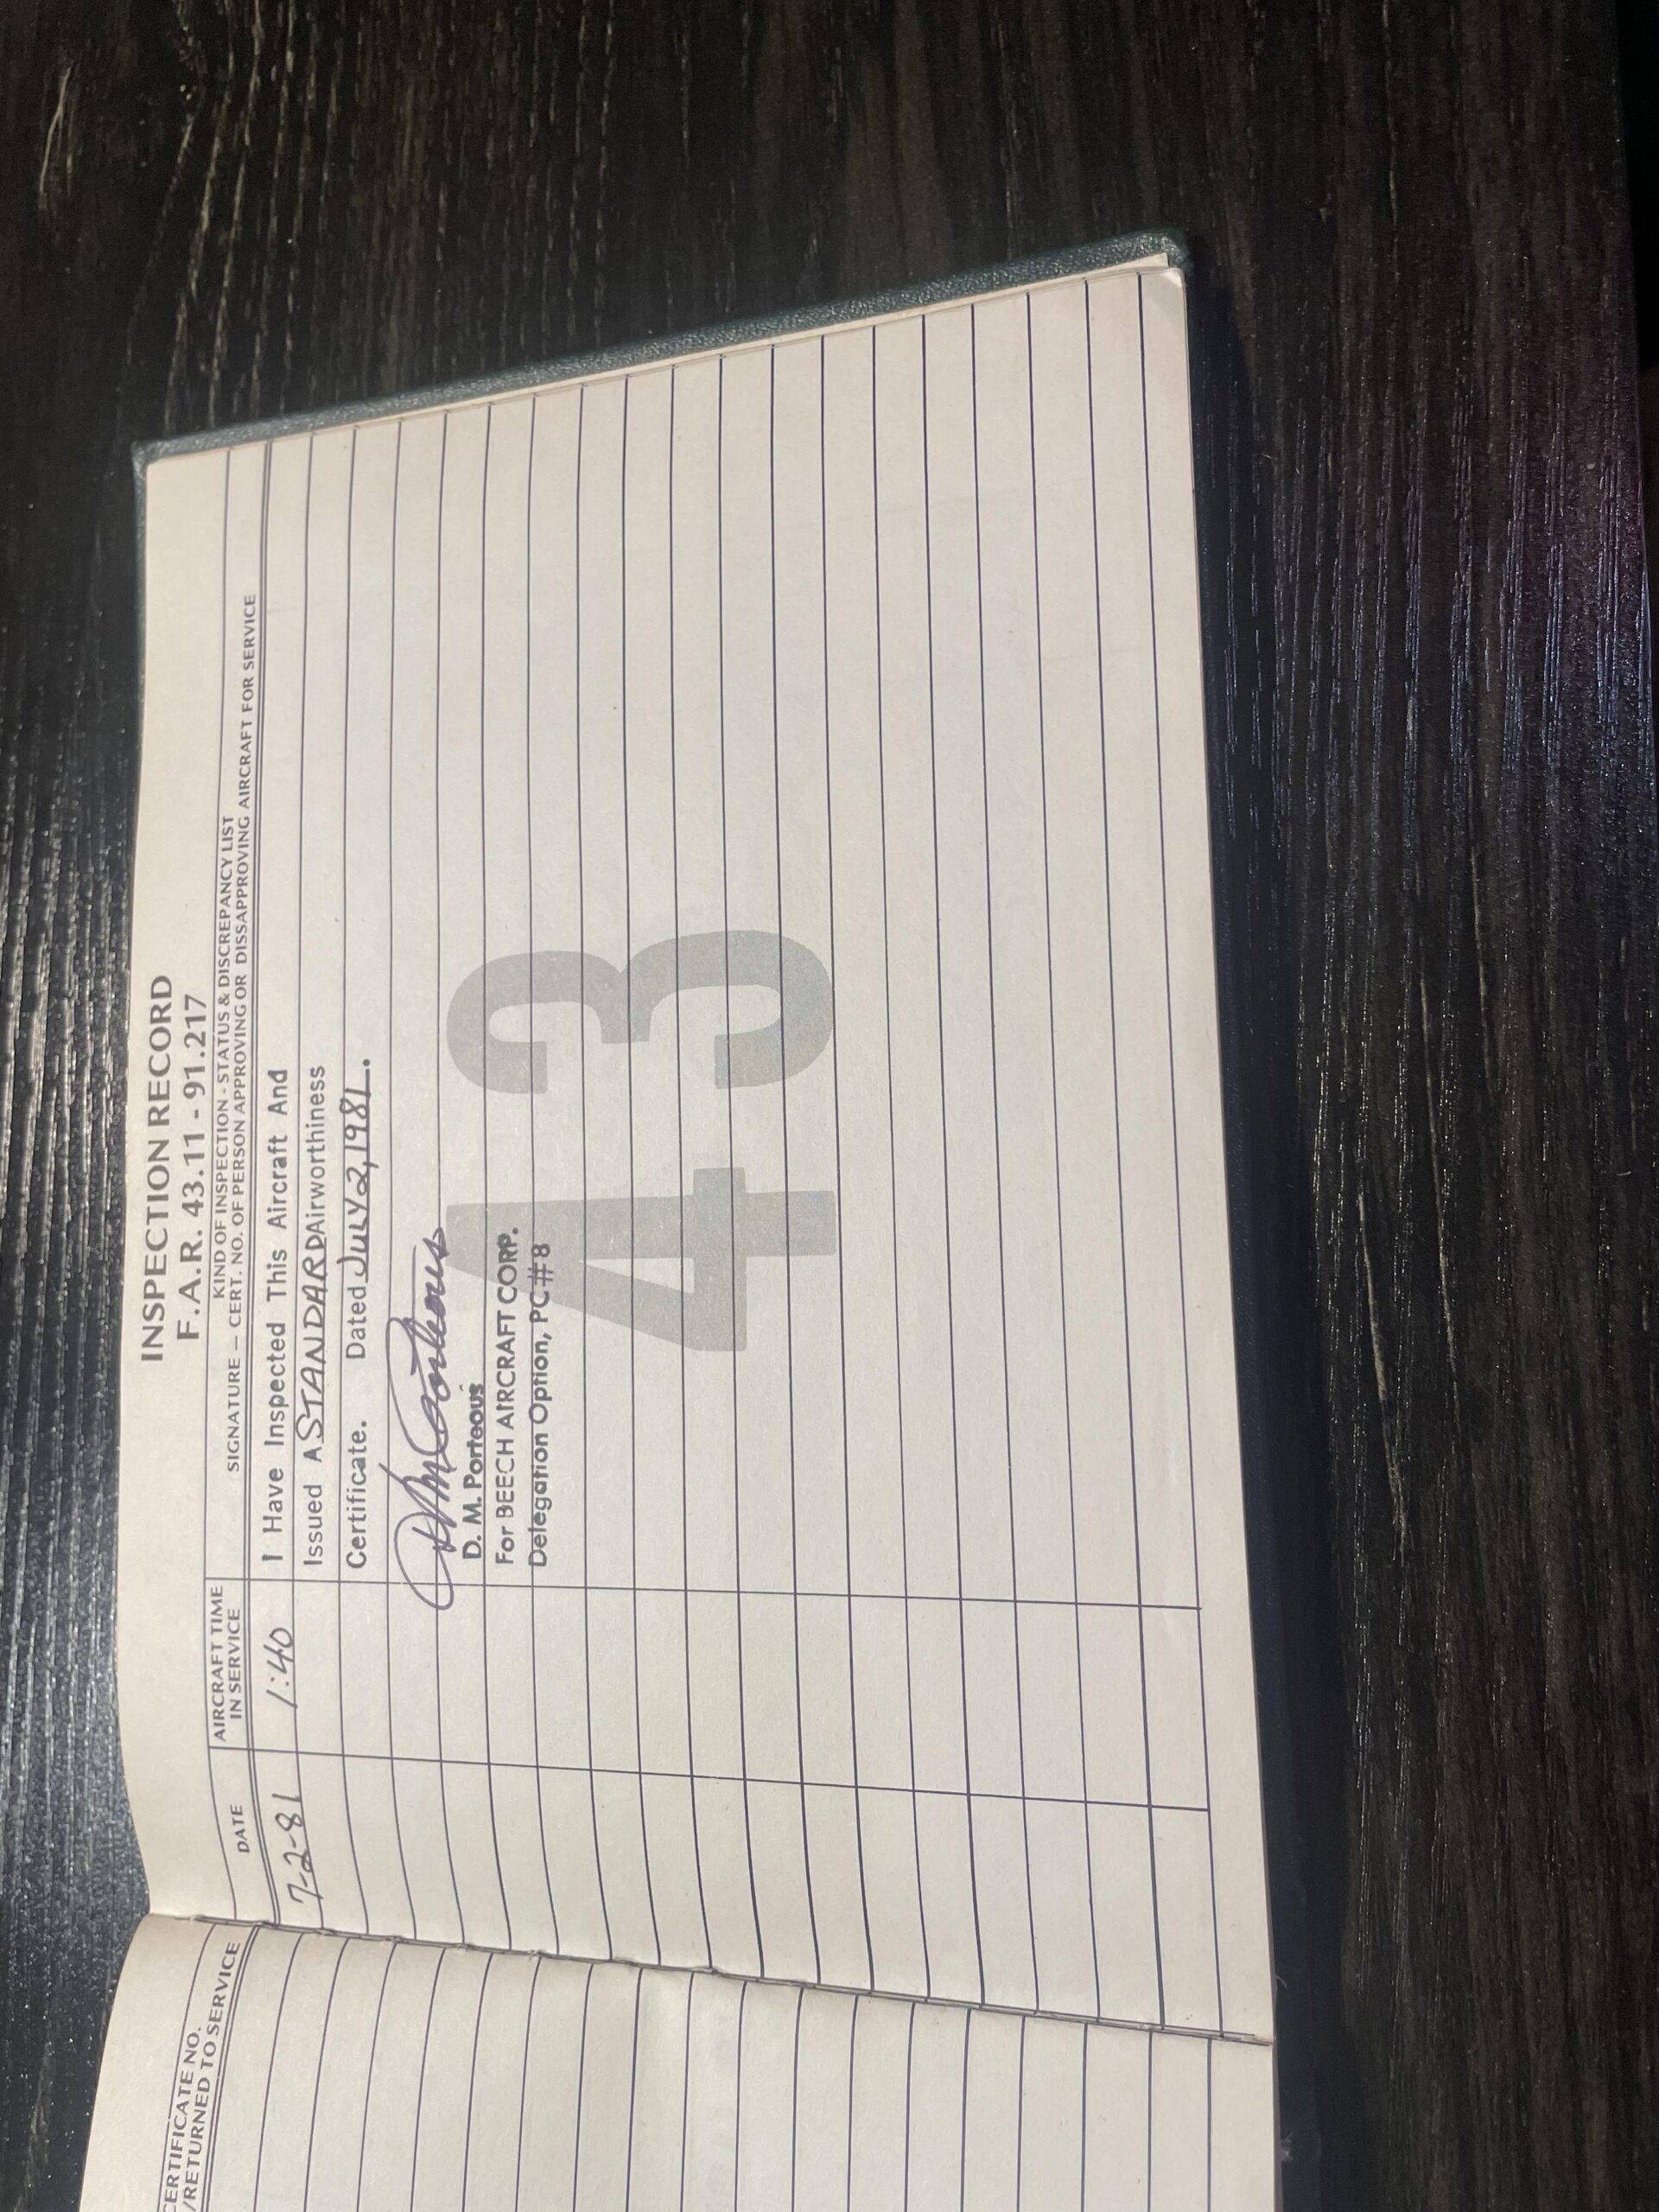 CERTIFICATE NO.
/RETURNED TO SERVICE
INSPECTION RECORD
F.A.R. 43.11 - 91.217
DATE
AIRCRAFT TIME
IN SERVICE
KIND OF INSPECTION - STATUS & DISCREPANCY LIST
SIGNATURE — CERT. NO. OF PERSON APPROVING OR DISSAPPROVING AIRCRAFT FOR SERVICE
7-2-81 1:40 I Have Inspected This Aircraft And
Issued A STANDARD Airworthiness
Certificate. Dated JULY 2, 1981.
DM Porteous
D. M. Porteous
For BEECH AIRCRAFT CORP.
Delegation Option, PC#8
43